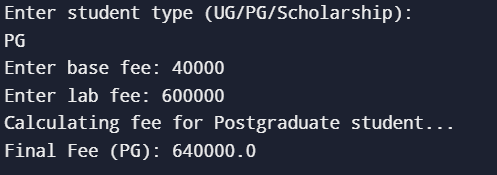 Enter student type (UG/PG/Scholarship):
PG
Enter base fee: 40000
Enter lab fee: 600000
Calculating fee for Postgraduate student...
Final Fee (PG): 640000.0